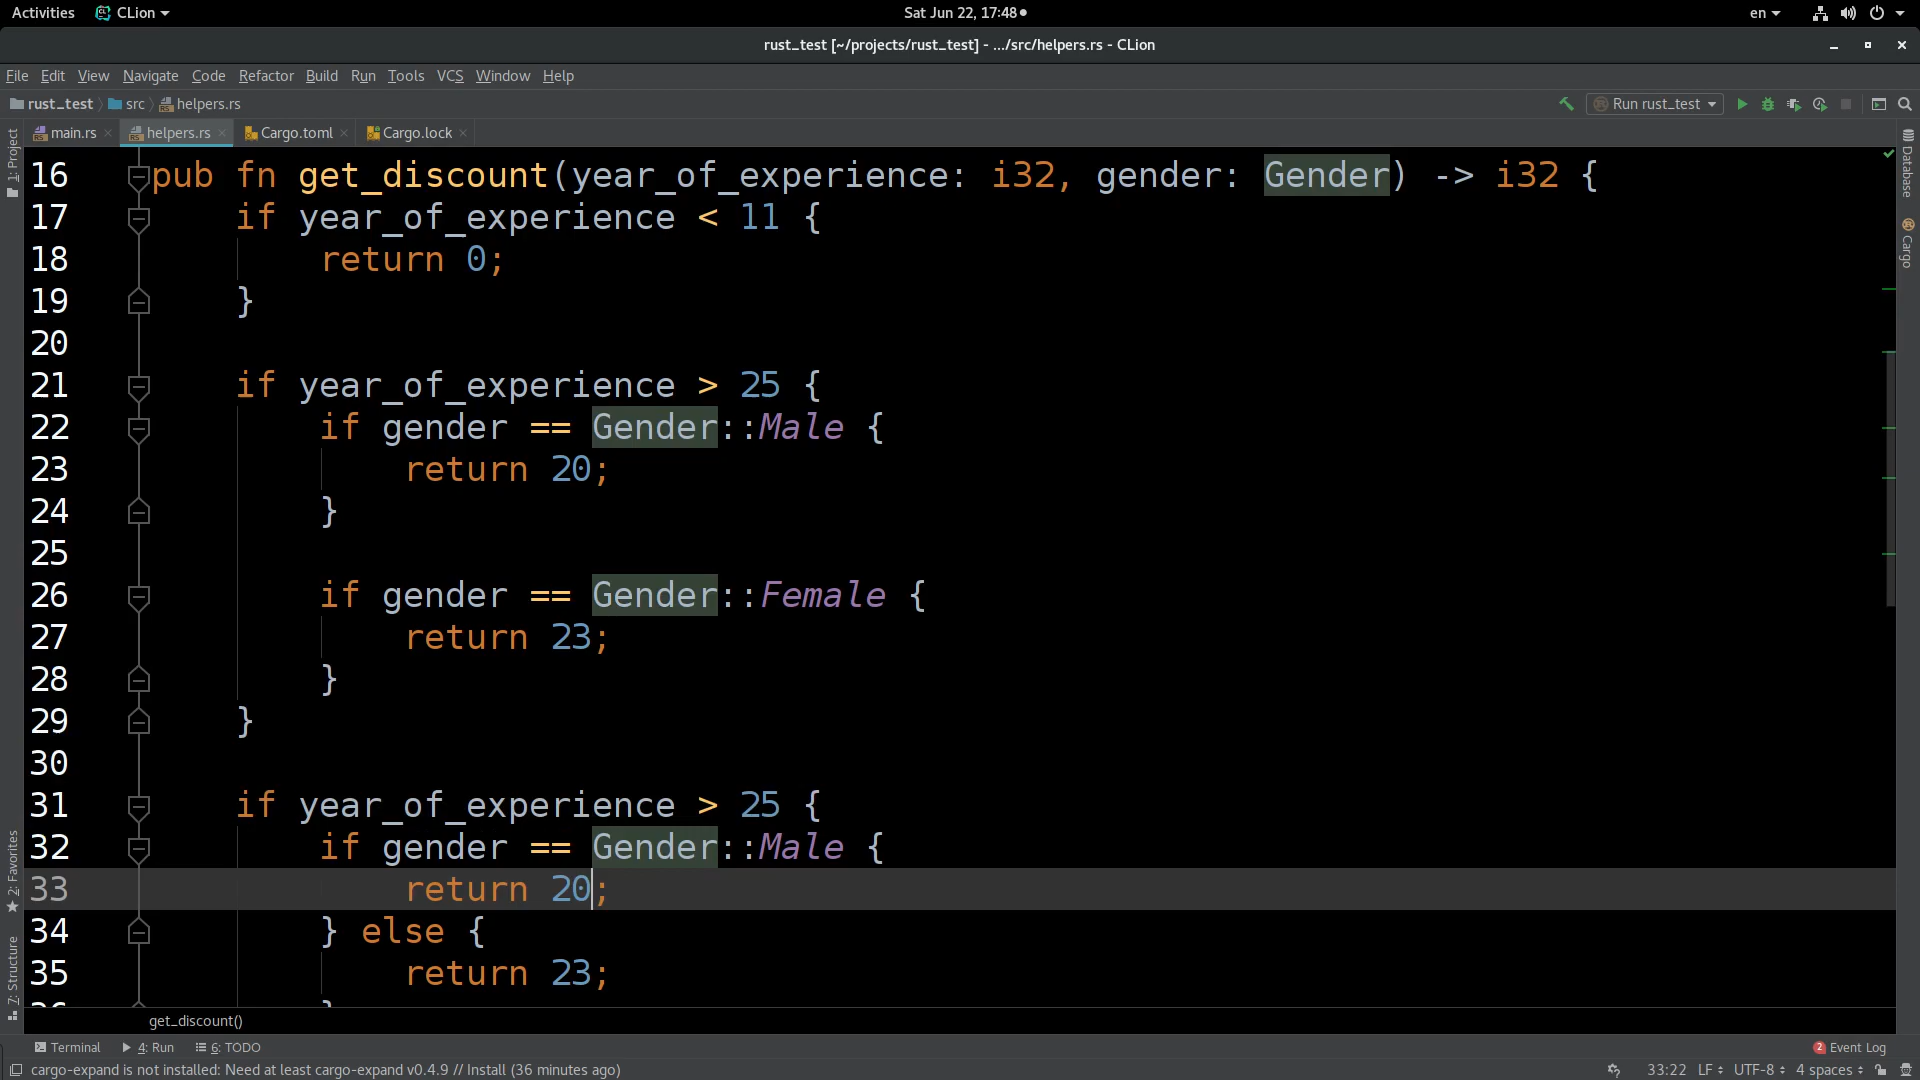 Activities CLion Sat Jun 22, 17:48 en
rust_test [~/projects/rust_test] - .../src/helpers.rs - CLion
File Edit View Navigate Code Refactor Build Run Tools VCS Window Help
rust_test src helpers.rs Run rust_test
main.rs helpers.rs Cargo.toml Cargo.lock
1: Project
Database
Cargo
16 pub fn get_discount(year_of_experience: i32, gender: Gender) -> i32 {
17 if year_of_experience < 11 {
18 return 0;
19 }
20
21 if year_of_experience > 25 {
22 if gender == Gender::Male {
23 return 20;
24 }
25
26 if gender == Gender::Female {
27 return 23;
28 }
29 }
30
31 if year_of_experience > 25 {
32 if gender == Gender::Male {
33 return 20;
34 } else {
35 return 23;
36 }
2: Favorites
7: Structure
get_discount()
Terminal 4: Run 6: TODO 2 Event Log
cargo-expand is not installed: Need at least cargo-expand v0.4.9 // Install (36 minutes ago) 33:22 LF UTF-8 4 spaces